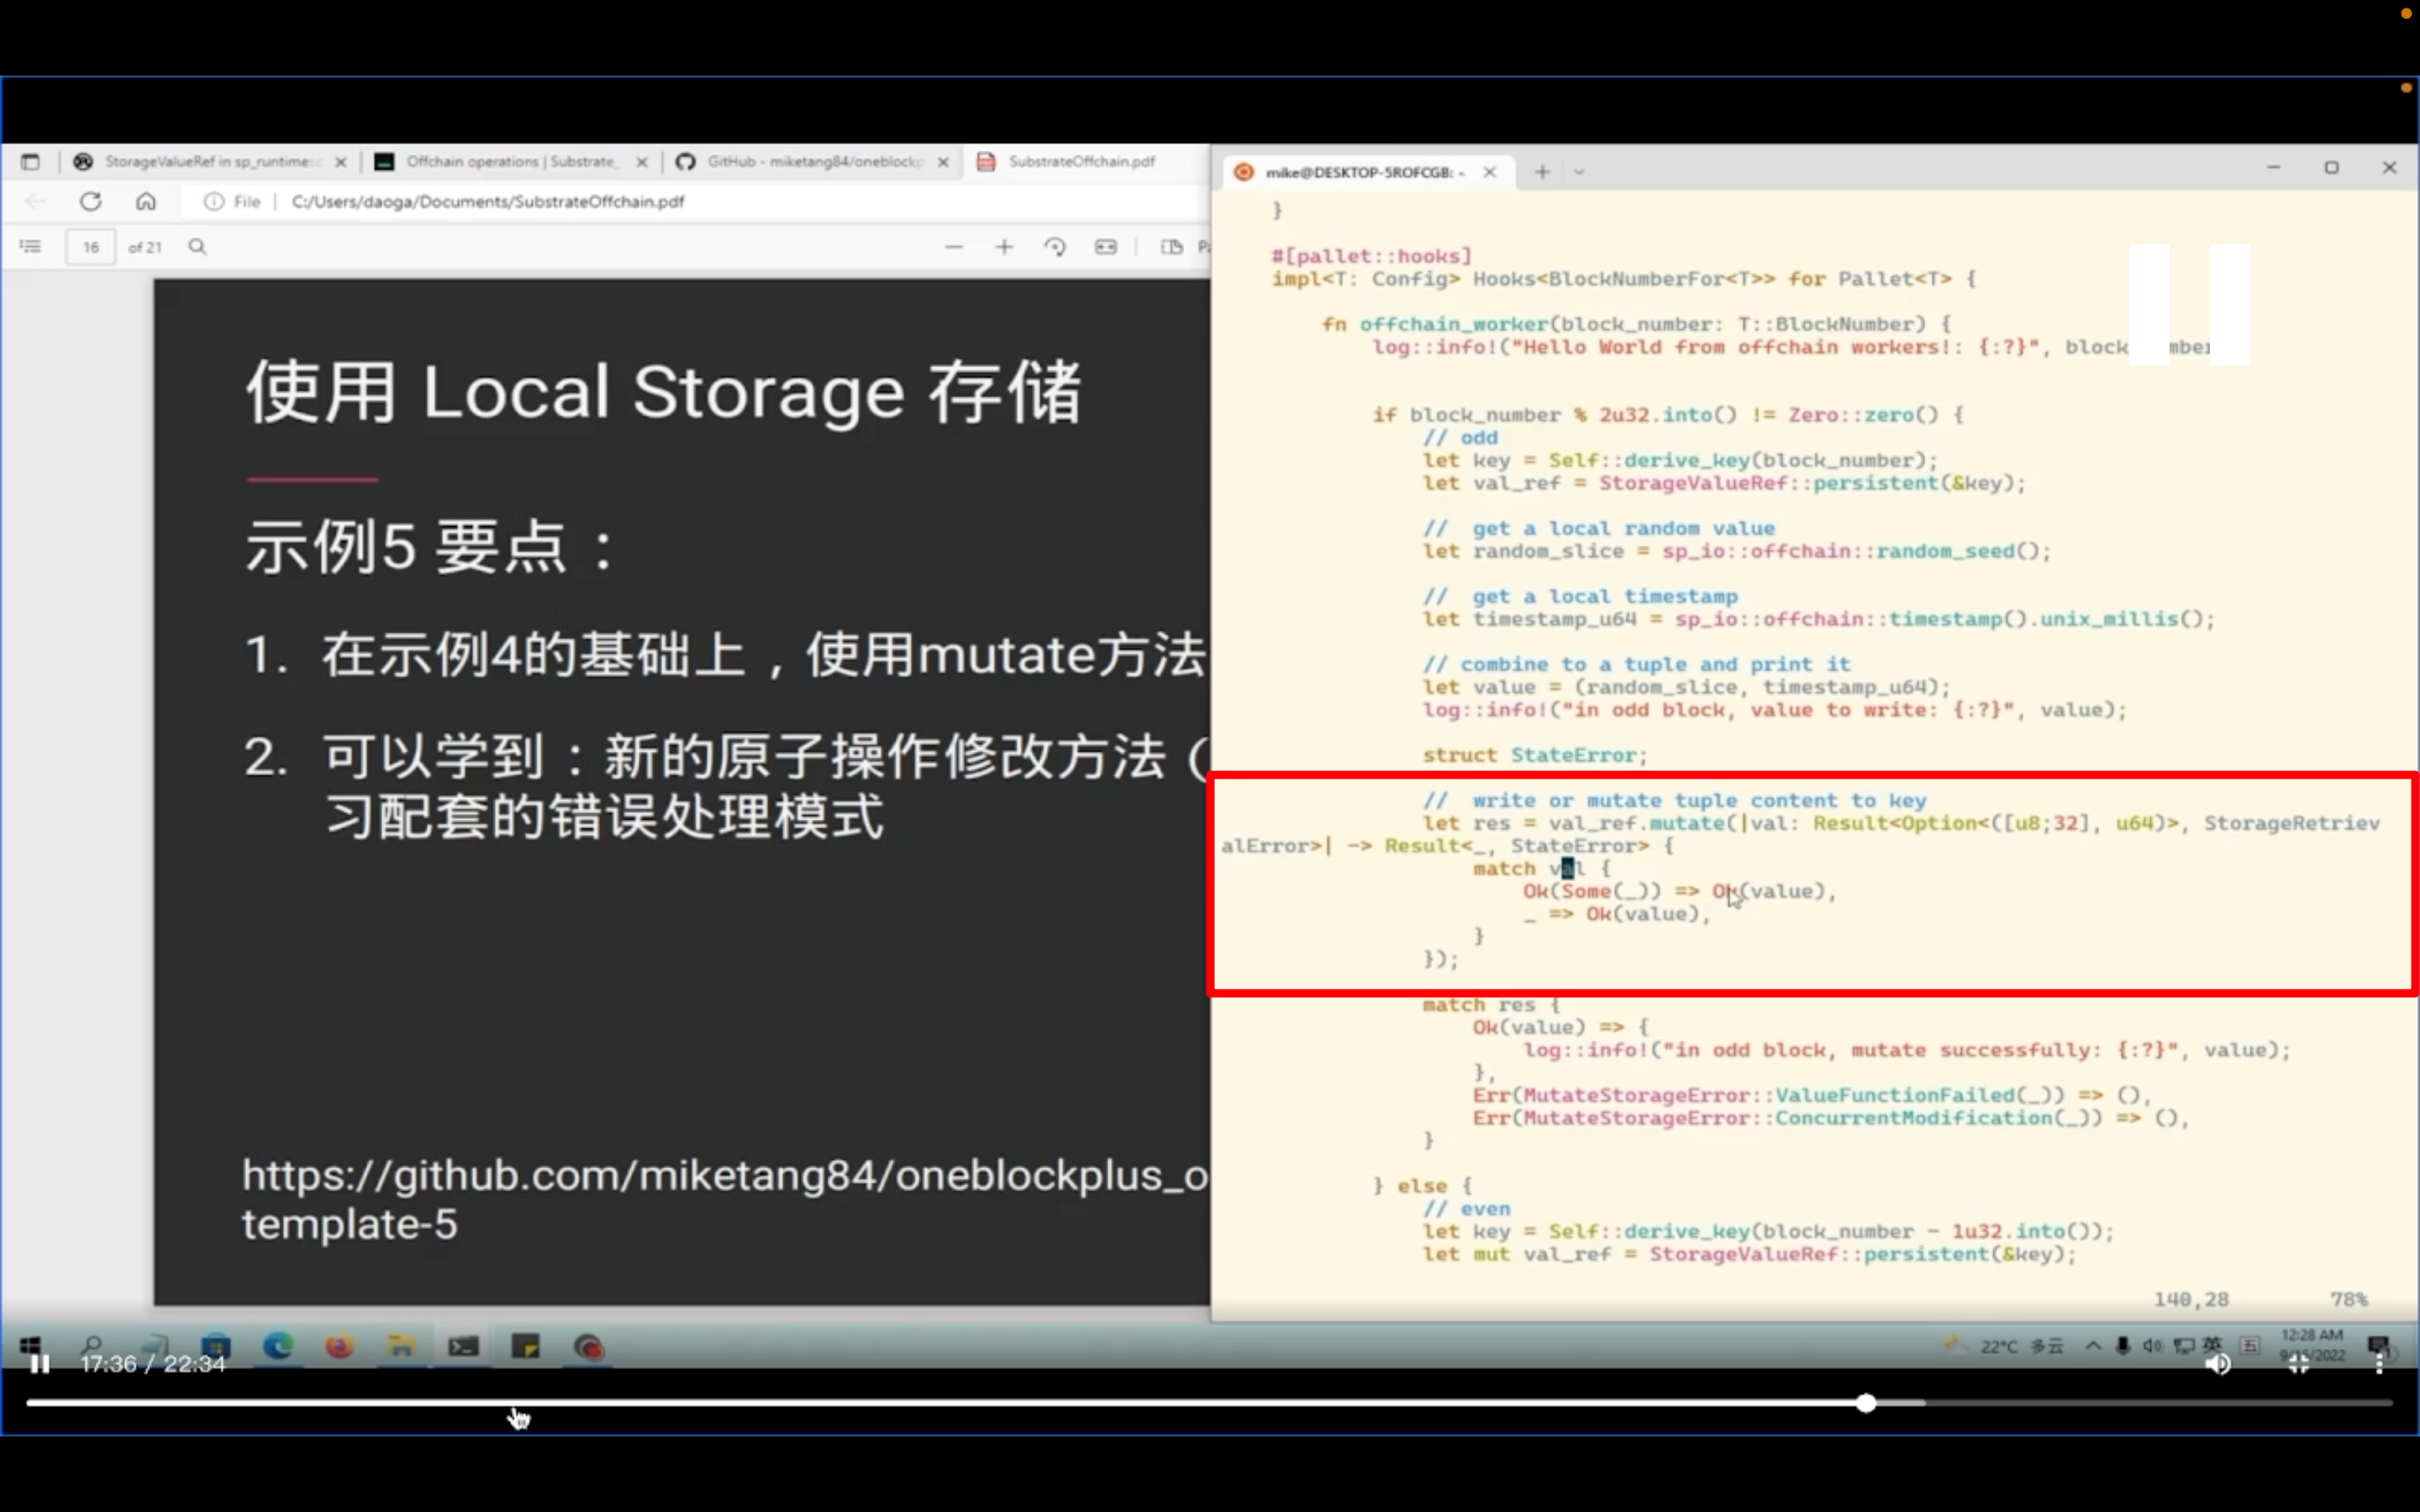 StorageValueRef in sp_runtime::
Offchain operations | Substrate_
GitHub - miketang84/oneblockp
SubstrateOffchain.pdf
File
C:/Users/daoga/Documents/SubstrateOffchain.pdf
16 of 21
使用 Local Storage 存储
示例5 要点：
1. 在示例4的基础上，使用mutate方法
2. 可以学到：新的原子操作修改方法（
习配套的错误处理模式
https://github.com/miketang84/oneblockplus_o
template-5
mike@DESKTOP-5ROFCGB: ~
}
#[pallet::hooks]
impl<T: Config> Hooks<BlockNumberFor<T>> for Pallet<T> {
fn offchain_worker(block_number: T::BlockNumber) {
log::info!("Hello World from offchain workers!: {:?}", block mber
if block_number % 2u32.into() != Zero::zero() {
// odd
let key = Self::derive_key(block_number);
let val_ref = StorageValueRef::persistent(&key);
// get a local random value
let random_slice = sp_io::offchain::random_seed();
// get a local timestamp
let timestamp_u64 = sp_io::offchain::timestamp().unix_millis();
// combine to a tuple and print it
let value = (random_slice, timestamp_u64);
log::info!("in odd block, value to write: {:?}", value);
struct StateError;
// write or mutate tuple content to key
let res = val_ref.mutate(|val: Result<Option<([u8;32], u64)>, StorageRetriev
alError>| -> Result<_, StateError> {
match val {
Ok(Some(_)) => Ok(value),
_ => Ok(value),
}
});
match res {
Ok(value) => {
log::info!("in odd block, mutate successfully: {:?}", value);
},
Err(MutateStorageError::ValueFunctionFailed(_)) => (),
Err(MutateStorageError::ConcurrentModification(_)) => (),
}
} else {
// even
let key = Self::derive_key(block_number - 1u32.into());
let mut val_ref = StorageValueRef::persistent(&key);
140,28 78%
22°C 多云
英
五
12:28 AM
17:36 / 22:34